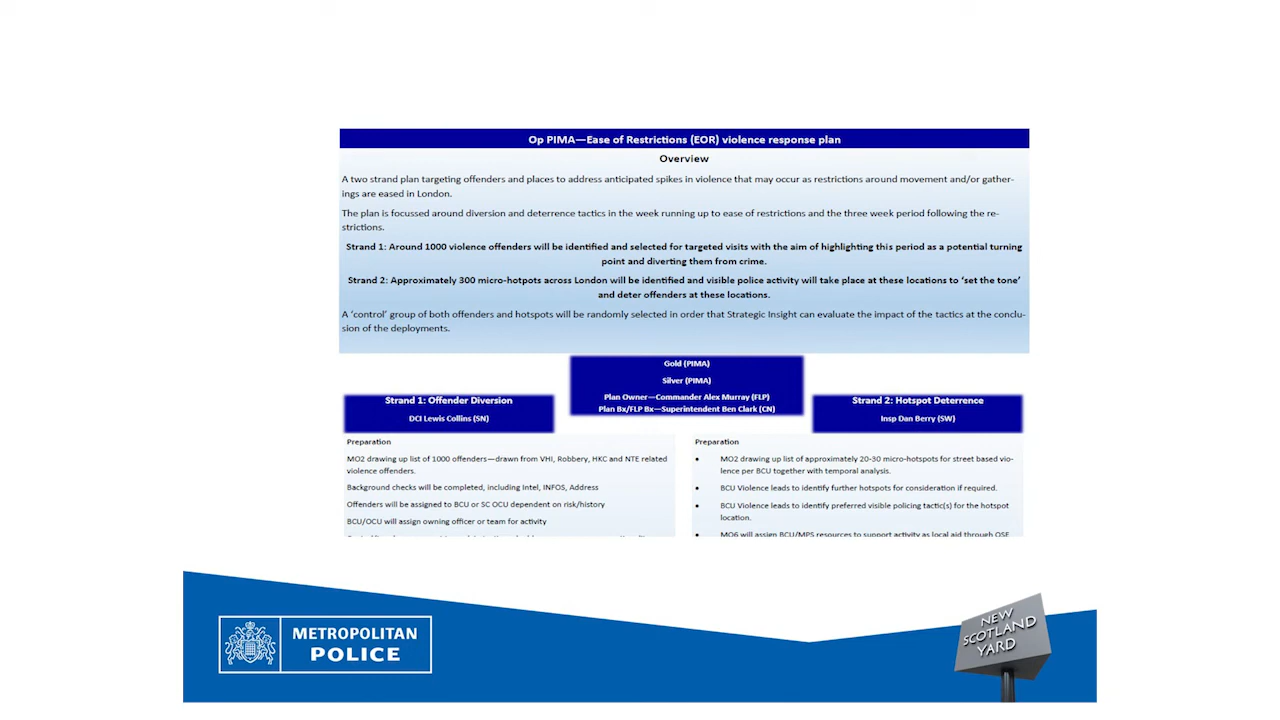 Op PIMA—Ease of Restrictions (EOR) violence response plan
Overview
A two strand plan targeting offenders and places to address anticipated spikes in violence that may occur as restrictions around movement and/or gather-
ings are eased in London.
The plan is focussed around diversion and deterrence tactics in the week running up to ease of restrictions and the three week period following the re-
strictions.
Strand 1: Around 1000 violence offenders will be identified and selected for targeted visits with the aim of highlighting this period as a potential turning
point and diverting them from crime.
Strand 2: Approximately 300 micro-hotpots across London will be identified and visible police activity will take place at these locations to ‘set the tone’
and deter offenders at these locations.
A ‘control’ group of both offenders and hotspots will be randomly selected in order that Strategic Insight can evaluate the impact of the tactics at the conclu-
sion of the deployments.
Gold (PIMA)
Silver (PIMA)
Plan Owner—Commander Alex Murray (FLP)
Plan Bx/FLP Bx—Superintendent Ben Clark (CN)
Strand 1: Offender Diversion
DCI Lewis Collins (SN)
Strand 2: Hotspot Deterrence
Insp Dan Berry (SW)
Preparation
MO2 drawing up list of 1000 offenders—drawn from VHI, Robbery, HKC and NTE related
violence offenders.
Background checks will be completed, including Intel, INFOS, Address
Offenders will be assigned to BCU or SC OCU dependent on risk/history
BCU/OCU will assign owning officer or team for activity
Preparation
• MO2 drawing up list of approximately 20-30 micro-hotspots for street based vio-
lence per BCU together with temporal analysis.
• BCU Violence leads to identify further hotspots for consideration if required.
• BCU Violence leads to identify preferred visible policing tactic(s) for the hotspot
location.
• MO6 will assign BCU/MPS resources to support activity as local aid through OSE
METROPOLITAN
POLICE
NEW
SCOTLAND
YARD